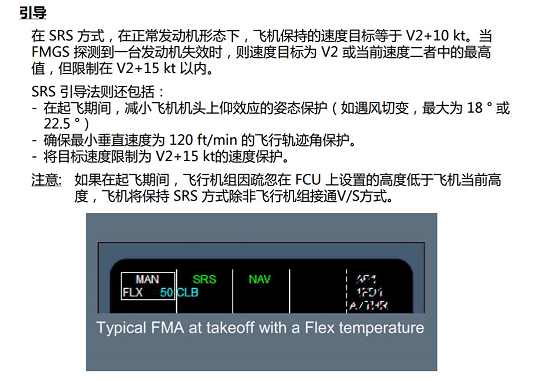 引导
在 SRS 方式，在正常发动机形态下，飞机保持的速度目标等于 V2+10 kt。当
FMGS 探测到一台发动机失效时，则速度目标为 V2 或当前速度二者中的最高
值，但限制在 V2+15 kt 以内。
SRS 引导法则还包括：
- 在起飞期间，减小飞机机头上仰效应的姿态保护（如遇风切变，最大为 18 ° 或
22.5 °）
- 确保最小垂直速度为 120 ft/min 的飞行轨迹角保护。
- 将目标速度限制为 V2+15 kt的速度保护。
注意: 如果在起飞期间，飞行机组因疏忽在 FCU 上设置的高度低于飞机当前高
度，飞机将保持 SRS 方式除非飞行机组接通V/S方式。
MAN SRS NAV
FLX 50 CLB
A/THR
Typical FMA at takeoff with a Flex temperature